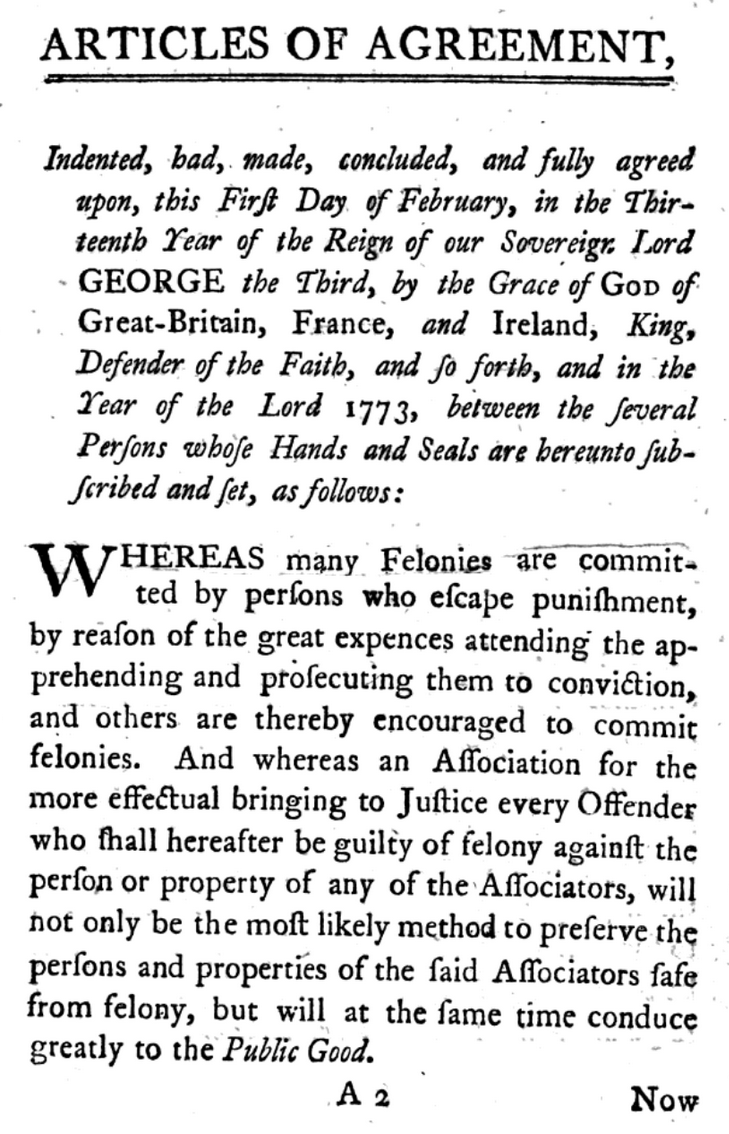 ARTICLES OF AGREEMENT,
Indented, had, made, concluded, and fully agreed
upon, this Firſt Day of February, in the Thir-
teenth Year of the Reign of our Sovereign Lord
GEORGE the Third, by the Grace of GOD of
Great-Britain, France, and Ireland, King,
Defender of the Faith, and ſo forth, and in the
Year of the Lord 1773, between the ſeveral
Perſons whoſe Hands and Seals are hereunto ſub-
ſcribed and ſet, as follows:
WHEREAS many Felonies are commit-
ted by perſons who eſcape puniſhment,
by reaſon of the great expences attending the ap-
prehending and proſecuting them to conviction,
and others are thereby encouraged to commit
felonies. And whereas an Aſſociation for the
more effectual bringing to Juſtice every Offender
who ſhall hereafter be guilty of felony againſt the
perſon or property of any of the Aſſociators, will
not only be the moſt likely method to preſerve the
perſons and properties of the ſaid Aſſociators ſafe
from felony, but will at the ſame time conduce
greatly to the Public Good.
A 2 Now